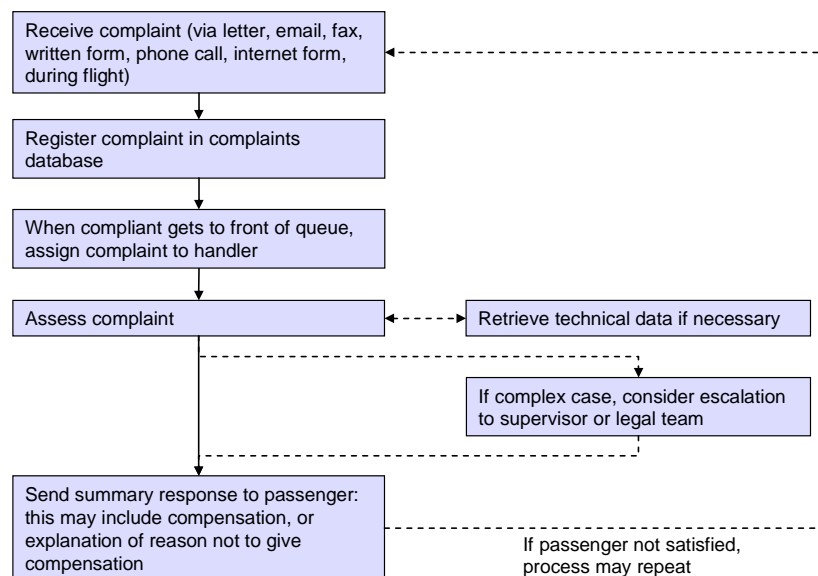 Receive complaint (via letter, email, fax,
written form, phone call, internet form,
during flight)
Register complaint in complaints
database
When compliant gets to front of queue,
assign complaint to handler
Assess complaint
Retrieve technical data if necessary
If complex case, consider escalation
to supervisor or legal team
Send summary response to passenger:
this may include compensation, or
explanation of reason not to give
compensation
If passenger not satisfied,
process may repeat